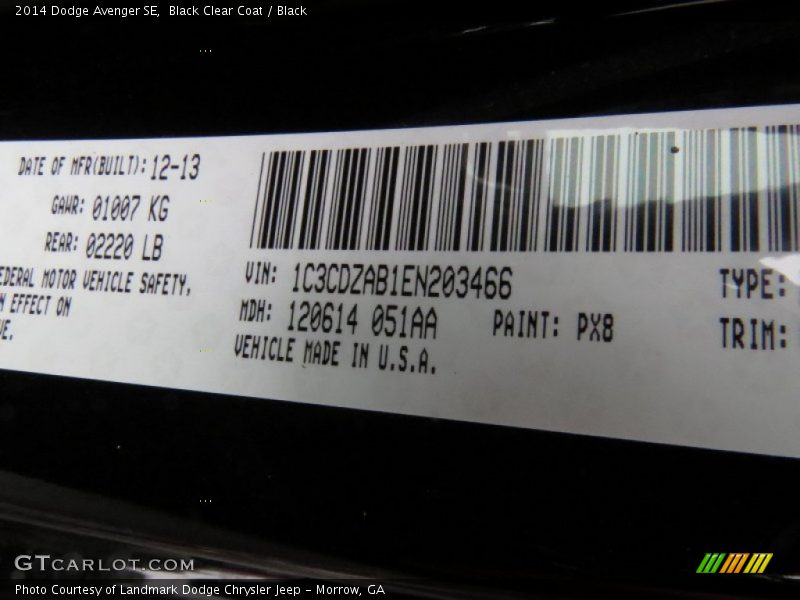 2014 Dodge Avenger SE,  Black Clear Coat / Black
DATE OF MFR(BUILT): 12-13
GAWR: 01007 KG
REAR: 02220 LB
EDERAL MOTOR VEHICLE SAFETY,
N EFFECT ON
VE.
VIN: 1C3CDZAB1EN203466
MDH: 120614 051AA
PAINT: PX8
VEHICLE MADE IN U.S.A.
TYPE:
TRIM:
GTCARLOT.COM
Photo Courtesy of Landmark Dodge Chrysler Jeep - Morrow, GA